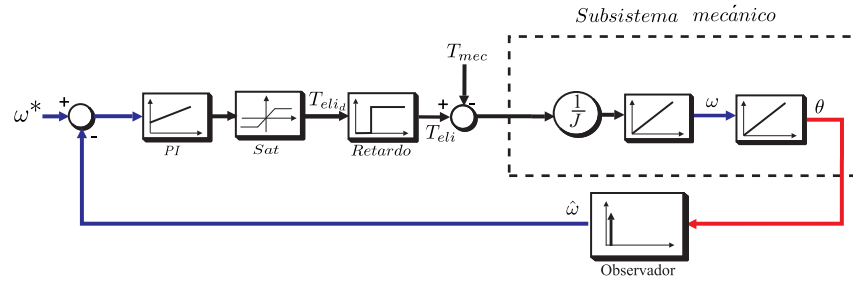 Subsistema mecánico
T_mec
ω*
+
-
PI
Sat
T_eli_d
Retardo
+
-
T_eli
1/J
ω
θ
ω̂
Observador